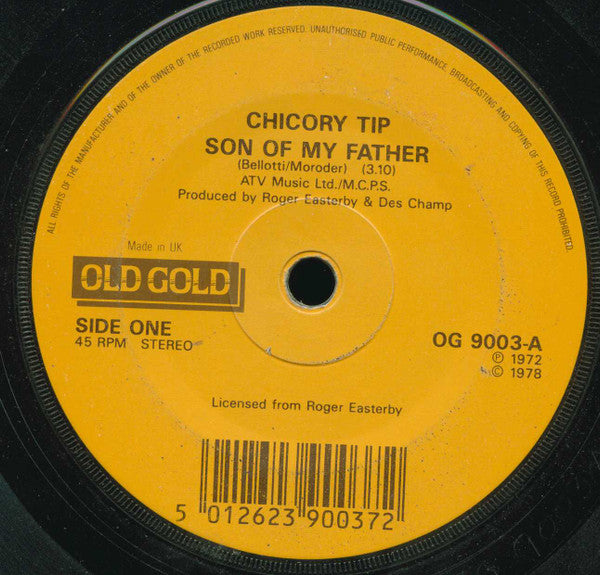 ALL RIGHTS OF THE MANUFACTURER AND OF THE OWNER OF THE RECORDED WORK RESERVED. UNAUTHORISED PUBLIC PERFORMANCE, BROADCASTING AND COPYING OF THIS RECORD PROHIBITED.
CHICORY TIP
SON OF MY FATHER
(Bellotti/Moroder) (3.10)
ATV Music Ltd./M.C.P.S.
Produced by Roger Easterby & Des Champ
Made in UK
OLD GOLD
SIDE ONE
45 RPM STEREO
OG 9003-A
℗ 1972
© 1978
Licensed from Roger Easterby
5 012623 900372